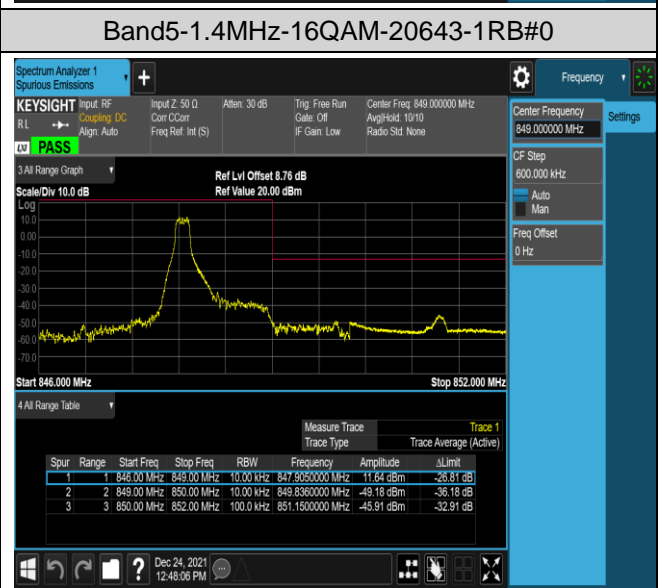 Band5-1.4MHz-16QAM-20643-1RB#0
Spectrum Analyzer 1
Spurious Emissions
+
Frequency
KEYSIGHT
RL
Input: RF
Coupling: DC
Align: Auto
Input Z: 50 Ω
Corr CCorr
Freq Ref: Int (S)
Atten: 30 dB
Trig: Free Run
Gate: Off
IF Gain: Low
Center Freq: 849.000000 MHz
Avg|Hold: 10/10
Radio Std: None
LXI PASS
Center Frequency
849.000000 MHz
Settings
CF Step
600.000 kHz
Auto
Man
Freq Offset
0 Hz
3 All Range Graph
Ref Lvl Offset 8.76 dB
Scale/Div 10.0 dB
Ref Value 20.00 dBm
Log
10.0
0.00
-10.0
-20.0
-30.0
-40.0
-50.0
-60.0
-70.0
Start 846.000 MHz
Stop 852.000 MHz
4 All Range Table
Measure Trace Trace 1
Trace Type Trace Average (Active)
Spur Range Start Freq Stop Freq RBW Frequency Amplitude ΔLimit
1 1 846.00 MHz 849.00 MHz 10.00 kHz 847.9050000 MHz 11.64 dBm -26.81 dB
2 2 849.00 MHz 850.00 MHz 10.00 kHz 849.8360000 MHz -49.18 dBm -36.18 dB
3 3 850.00 MHz 852.00 MHz 100.0 kHz 851.1500000 MHz -45.91 dBm -32.91 dB
?
Dec 24, 2021
12:48:06 PM